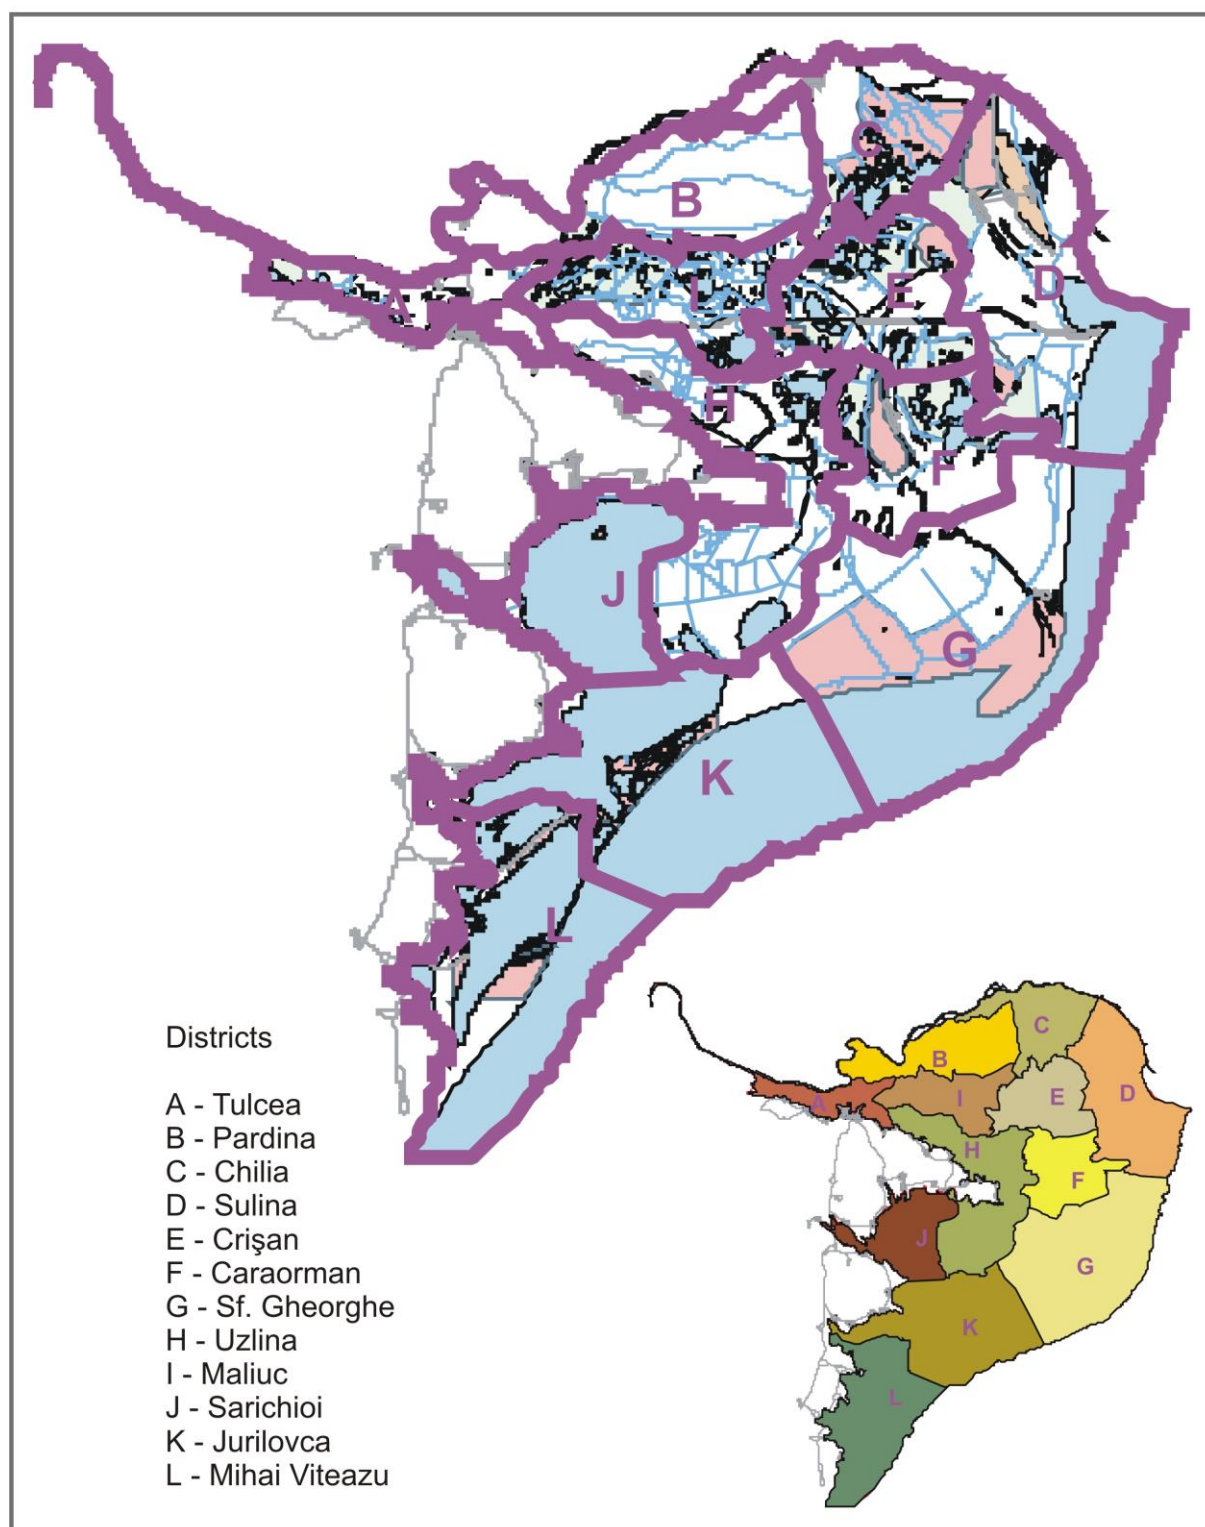 C
B
D
E
A
I
H
F
J
G
K
L
Districts
A - Tulcea
B - Pardina
C - Chilia
D - Sulina
E - Crişan
F - Caraorman
G - Sf. Gheorghe
H - Uzlina
I - Maliuc
J - Sarichioi
K - Jurilovca
L - Mihai Viteazu
C
B
D
E
I
A
H
F
J
G
K
L